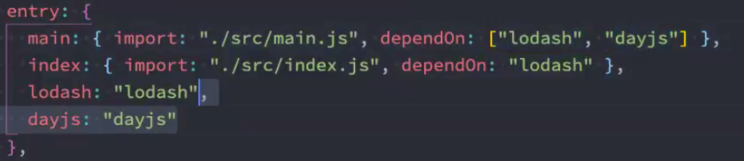 entry: {
main: { import: "./src/main.js", dependOn: ["lodash", "dayjs"] },
index: { import: "./src/index.js", dependOn: "lodash" },
lodash: "lodash",
dayjs: "dayjs"
},